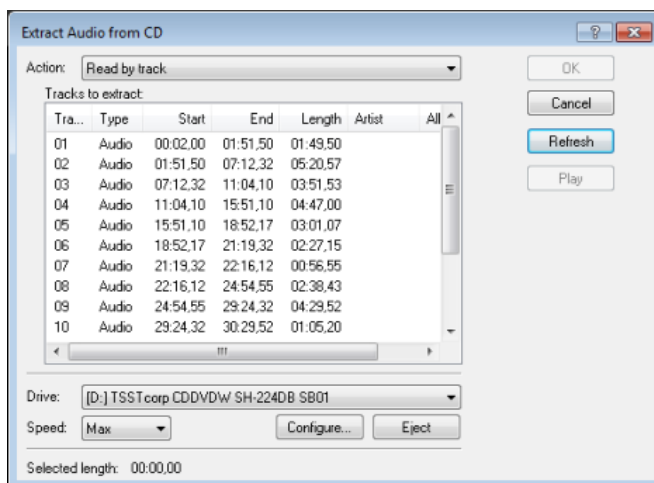 Extract Audio from CD
Action: Read by track OK
Tracks to extract: Cancel
Tra... Type Start End Length Artist All
01 Audio 00:02,00 01:51,50 01:49,50 Refresh
02 Audio 01:51,50 07:12,32 05:20,57
03 Audio 07:12,32 11:04,10 03:51,53 Play
04 Audio 11:04,10 15:51,10 04:47,00
05 Audio 15:51,10 18:52,17 03:01,07
06 Audio 18:52,17 21:19,32 02:27,15
07 Audio 21:19,32 22:16,12 00:56,55
08 Audio 22:16,12 24:54,55 02:38,43
09 Audio 24:54,55 29:24,32 04:29,52
10 Audio 29:24,32 30:29,52 01:05,20
Drive: [D:] TSSTcorp CDDVDW SH-224DB SB01
Speed: Max Configure... Eject
Selected length: 00:00,00